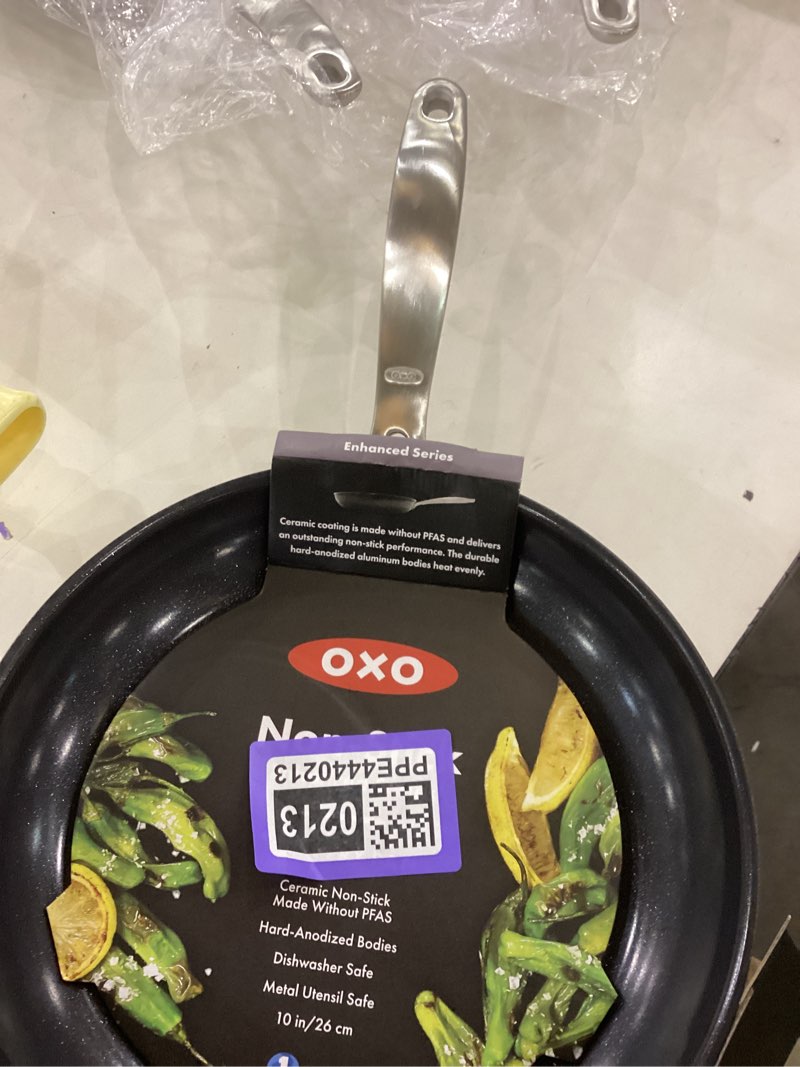 OXO
Enhanced Series
Ceramic coating is made without PFAS and delivers
an outstanding non-stick performance. The durable
hard-anodized aluminum bodies heat evenly.
OXO
PPE4440213
0213
Ceramic Non-Stick
Made Without PFAS
Hard-Anodized Bodies
Dishwasher Safe
Metal Utensil Safe
10 in/26 cm
1